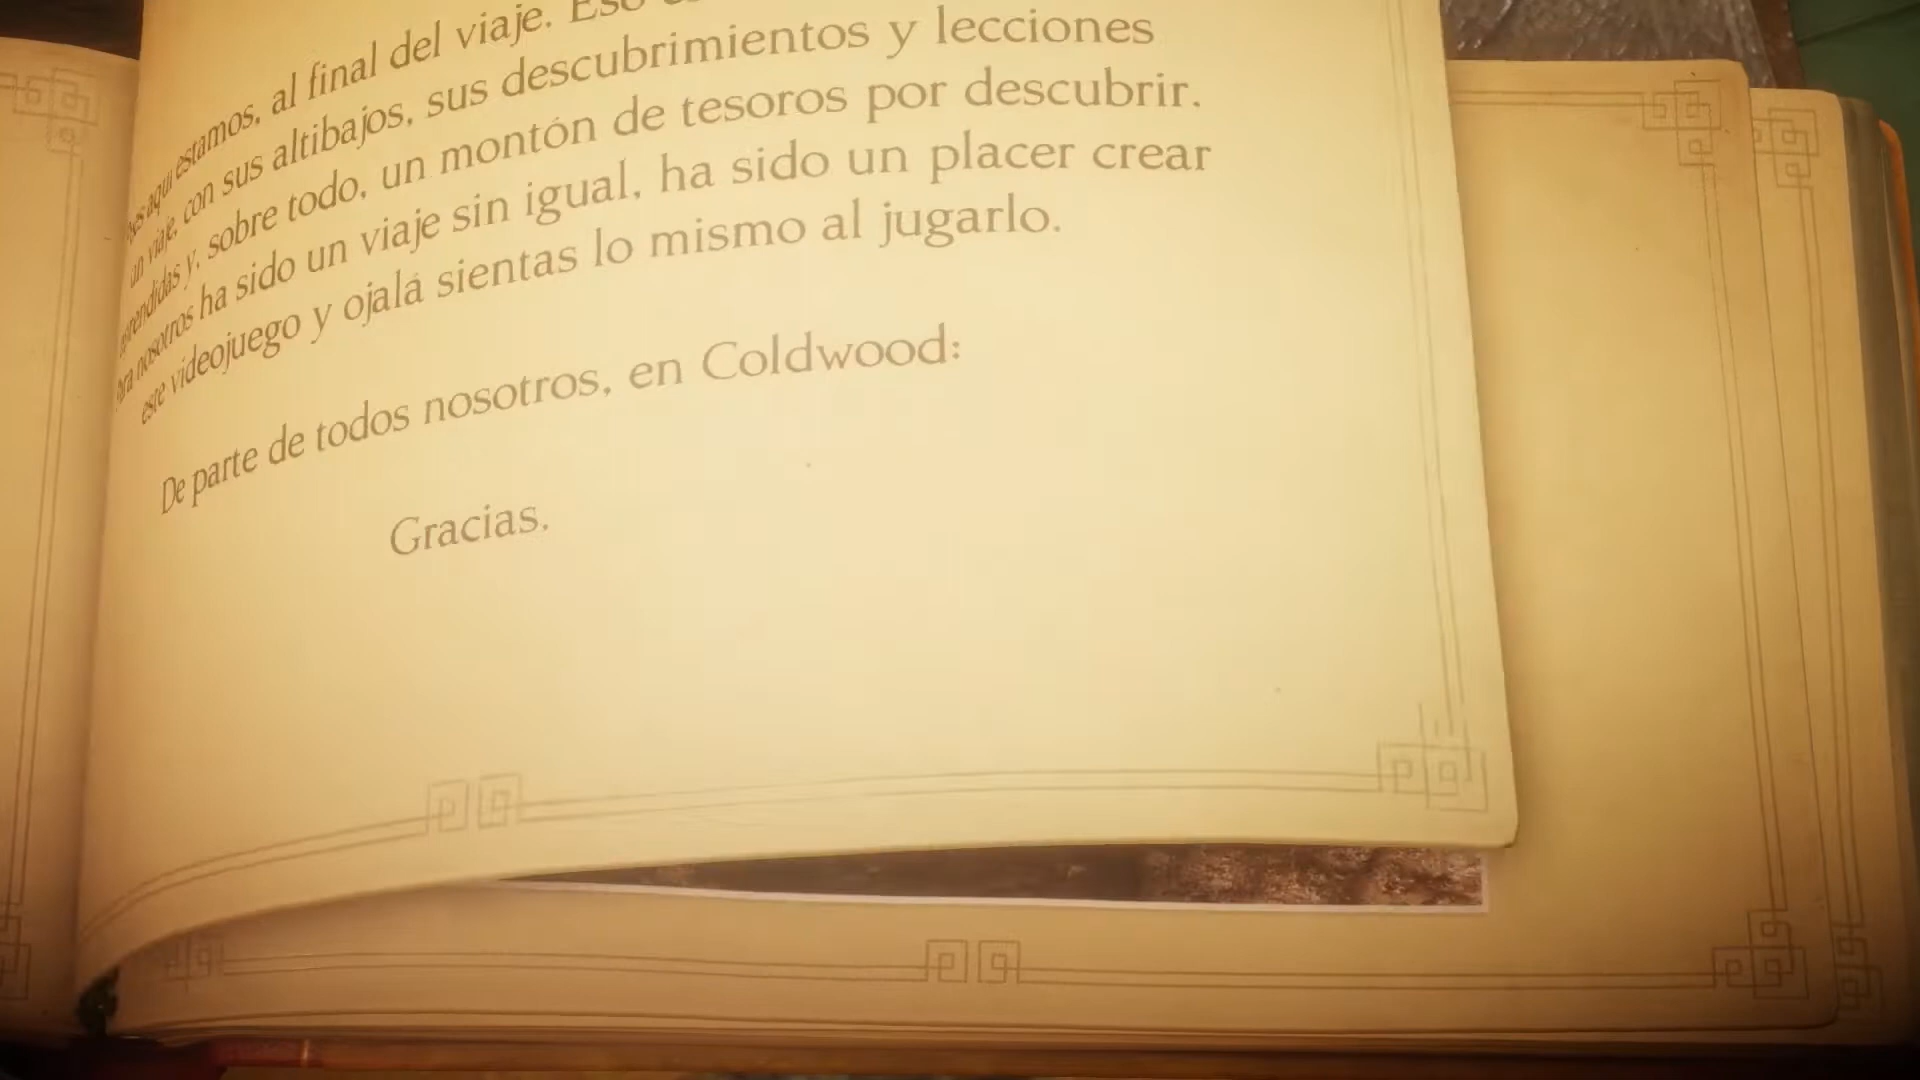 aquí estamos, al final del viaje. Eso
un viaje, con sus altibajos, sus descubrimientos y lecciones
aprendidas y, sobre todo, un montón de tesoros por descubrir.
Para nosotros ha sido un viaje sin igual, ha sido un placer crear
este videojuego y ojalá sientas lo mismo al jugarlo.
De parte de todos nosotros, en Coldwood:
Gracias.